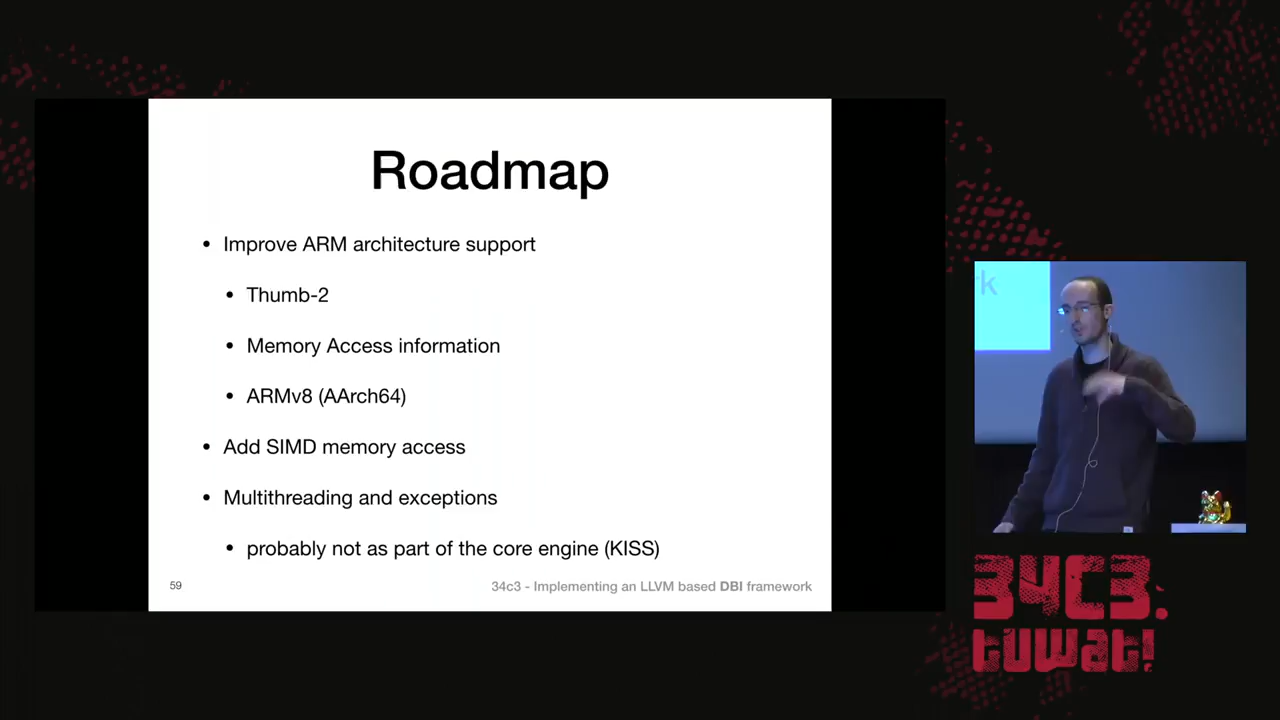 Roadmap
• Improve ARM architecture support
• Thumb-2
• Memory Access information
• ARMv8 (AArch64)
• Add SIMD memory access
• Multithreading and exceptions
• probably not as part of the core engine (KISS)
59
34c3 - Implementing an LLVM based DBI framework
rk
34C3.
tuwat!